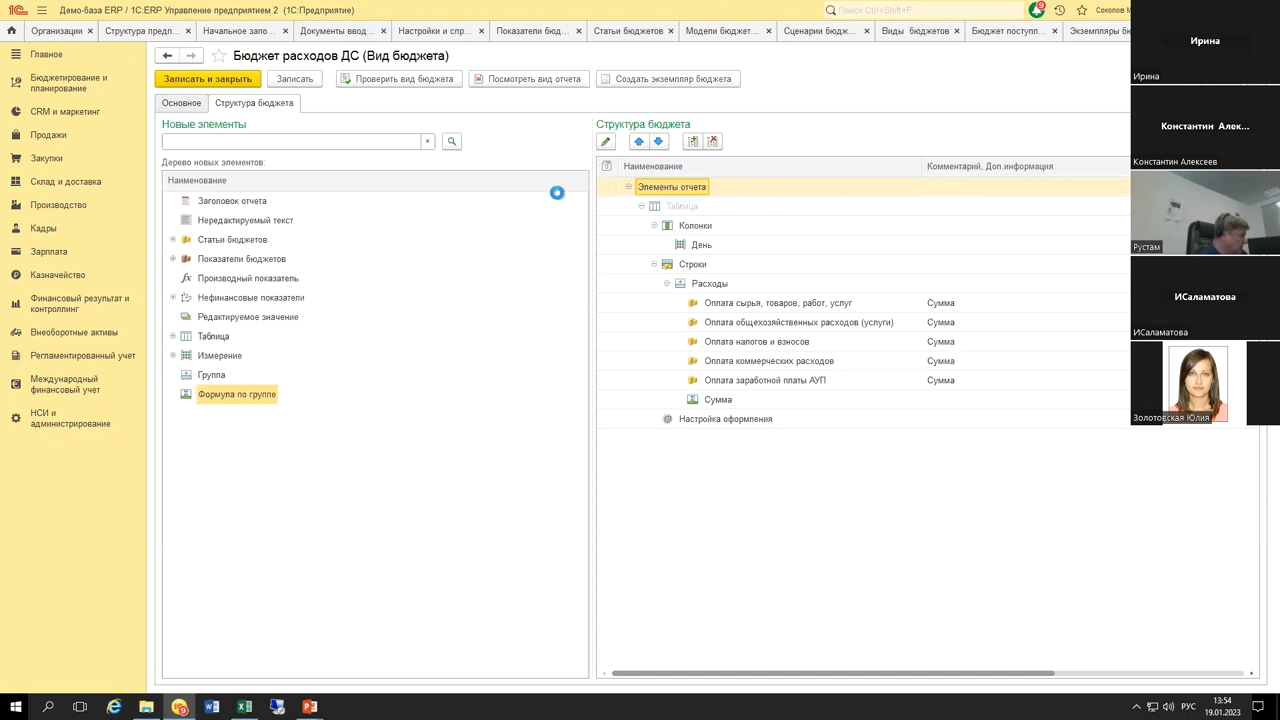 Демо-база ERP / 1С:ERP Управление предприятием 2 (1С:Предприятие)
Поиск Ctrl+Shift+F
9
Соколов М
Организации ×
Структура предп... ×
Начальное запо... ×
Документы ввод... ×
Настройки и спр... ×
Показатели бюд... ×
Статьи бюджетов ×
Модели бюджет... ×
Сценарии бюдж... ×
Виды бюджетов ×
Бюджет поступл... ×
Экземпляры бы
Главное
Бюджетирование и
планирование
CRM и маркетинг
Продажи
Закупки
Склад и доставка
Производство
Кадры
Зарплата
Казначейство
Финансовый результат и
контроллинг
Внеоборотные активы
Регламентированный учет
Международный
финансовый учет
НСИ и
администрирование
Бюджет расходов ДС (Вид бюджета)
Записать и закрыть
Записать
Проверить вид бюджета
Посмотреть вид отчета
Создать экземпляр бюджета
Основное
Структура бюджета
Новые элементы
Дерево новых элементов:
Наименование
Заголовок отчета
Нередактируемый текст
Статьи бюджетов
Показатели бюджетов
fx Производный показатель
Нефинансовые показатели
Редактируемое значение
Таблица
Измерение
Группа
Формула по группе
Структура бюджета
Наименование
Комментарий, Доп.информация
Элементы отчета
Таблица
Колонки
День
Строки
Расходы
Оплата сырья, товаров, работ, услуг Сумма
Оплата общехозяйственных расходов (услуги) Сумма
Оплата налогов и взносов Сумма
Оплата коммерческих расходов Сумма
Оплата заработной платы АУП Сумма
Сумма
Настройка оформления
Ирина
Ирина
Константин Алек...
Константин Алексеев
Рустам
ИСаламатова
ИСаламатова
Золотовская Юлия
РУС
13:54
19.01.2023